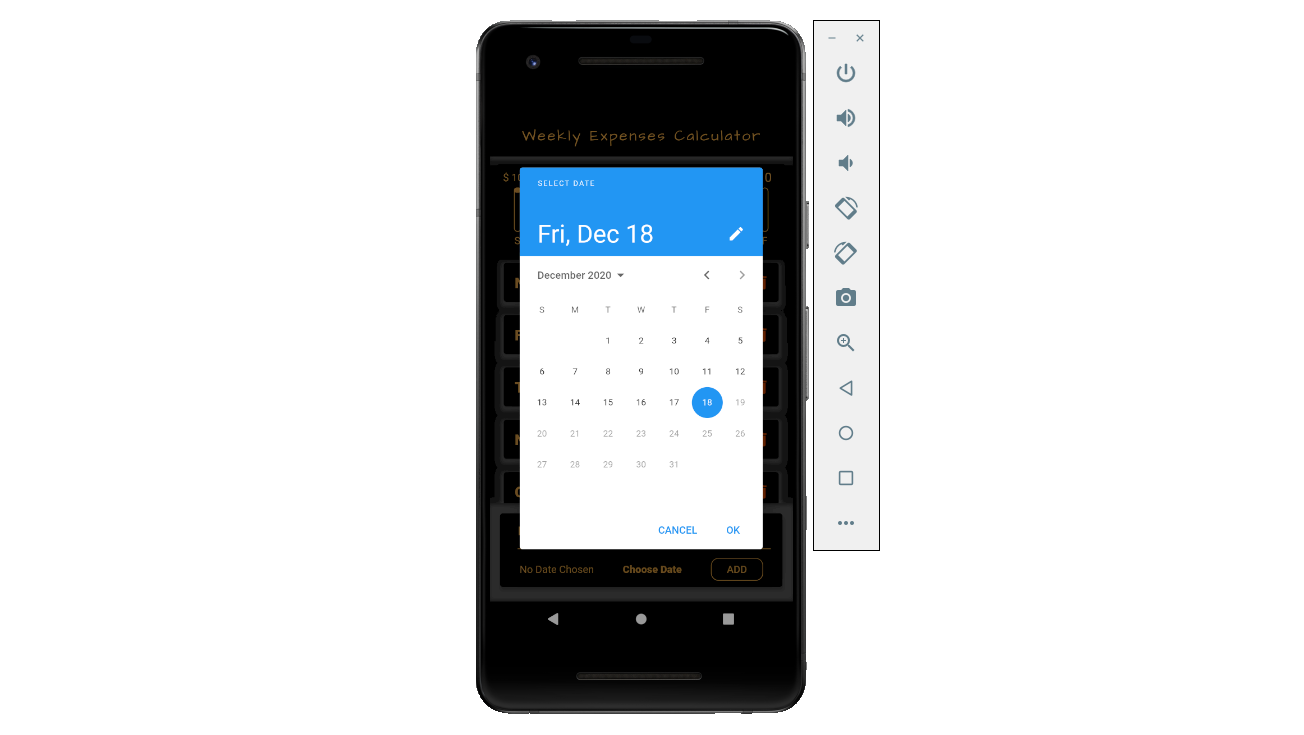 Weekly Expenses Calculator
SELECT DATE
Fri, Dec 18
December 2020
S M T W T F S
1 2 3 4 5
6 7 8 9 10 11 12
13 14 15 16 17 18 19
20 21 22 23 24 25 26
27 28 29 30 31
CANCEL OK
No Date Chosen Choose Date ADD